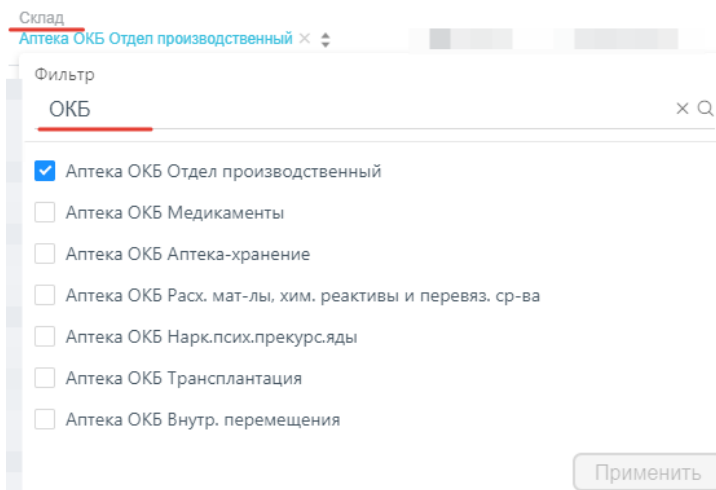 Склад
Аптека ОКБ Отдел производственный
Фильтр
ОКБ
Аптека ОКБ Отдел производственный
Аптека ОКБ Медикаменты
Аптека ОКБ Аптека-хранение
Аптека ОКБ Расх. мат-лы, хим. реактивы и перевяз. ср-ва
Аптека ОКБ Нарк.псих.прекурс.яды
Аптека ОКБ Трансплантация
Аптека ОКБ Внутр. перемещения
Применить